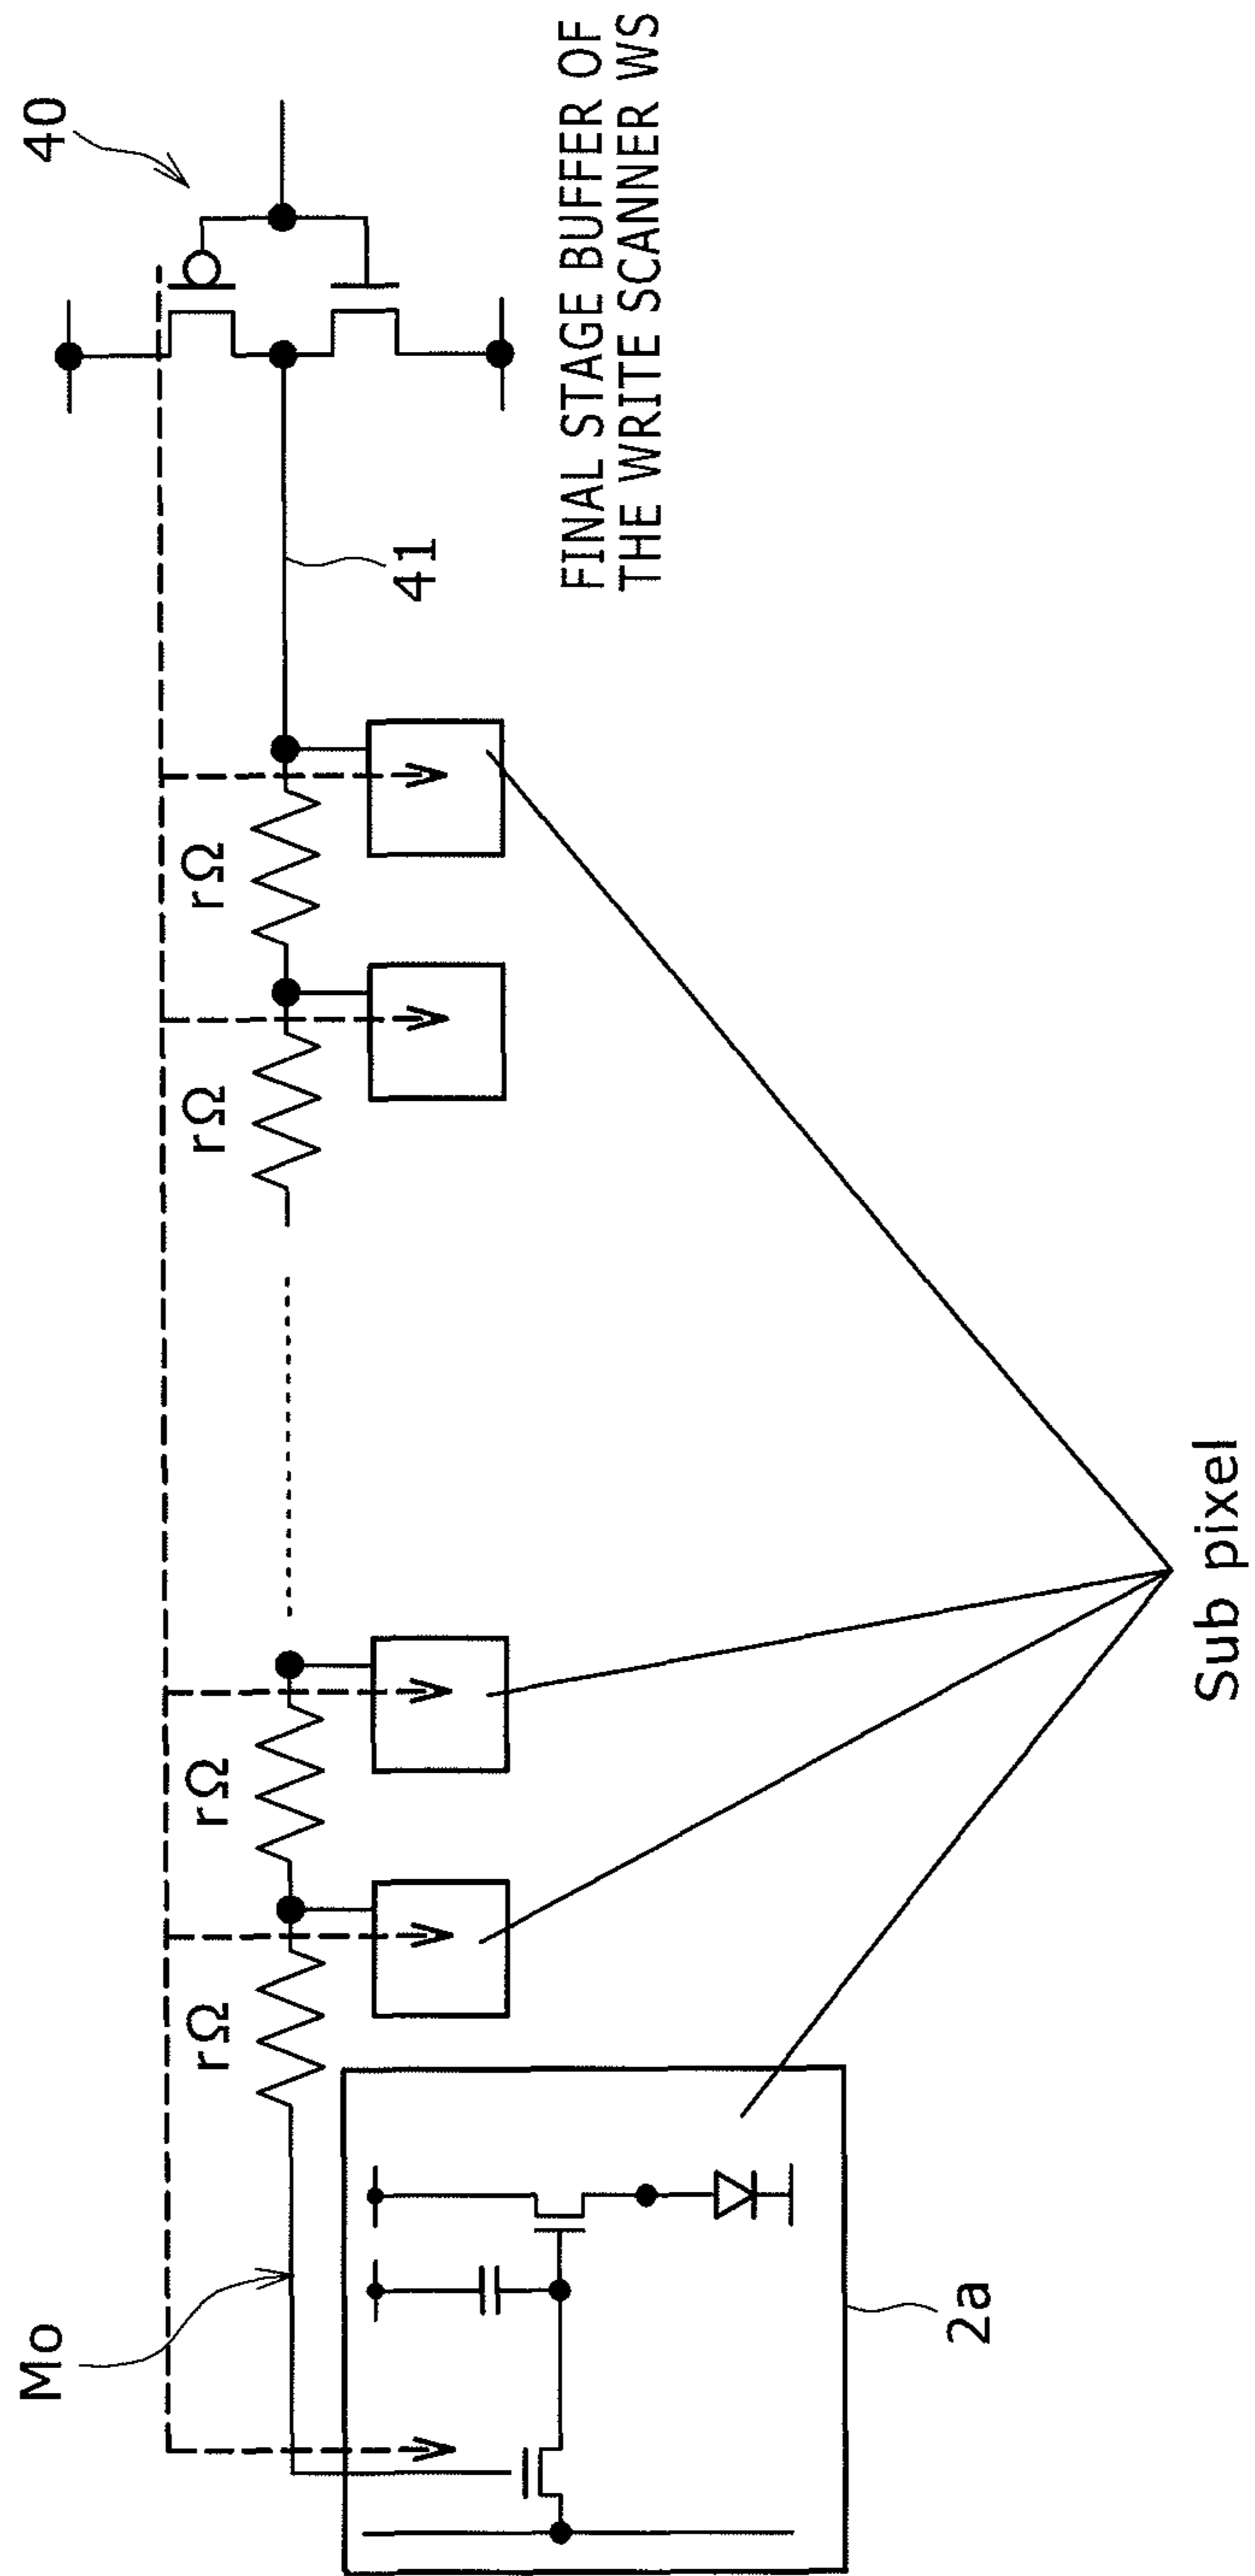 Mo
rΩ
rΩ
rΩ
rΩ
40
41
2a
FINAL STAGE BUFFER OF
THE WRITE SCANNER WS
Sub pixel